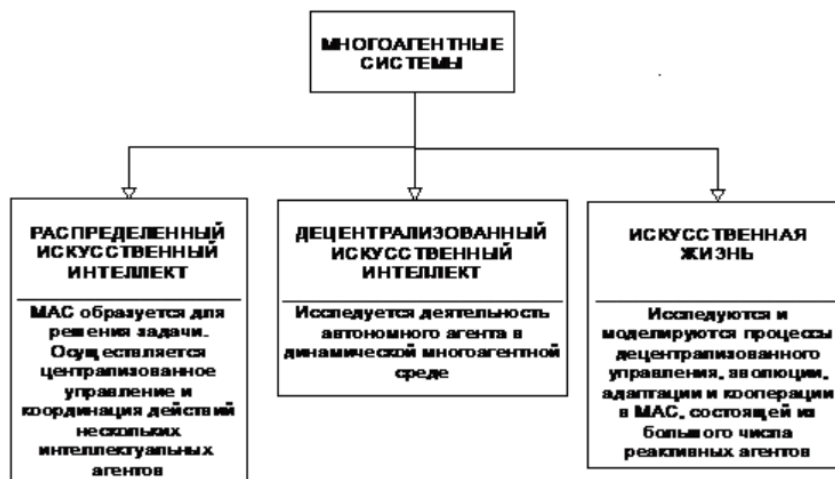 МНОГОАГЕНТНЫЕ
СИСТЕМЫ
РАСПРЕДЕЛЕННЫЙ
ИСКУССТВЕННЫЙ
ИНТЕЛЛЕКТ
МАС образуется для
решения задачи.
Осуществляется
централизованное
управление и
координация действий
нескольких
интеллектуальных
агентов
ДЕЦЕНТРАЛИЗОВАННЫЙ
ИСКУССТВЕННЫЙ
ИНТЕЛЛЕКТ
Исследуется деятельность
автономного агента в
динамической многоагентной
среде
ИСКУССТВЕННАЯ
ЖИЗНЬ
Исследуются и
моделируются процессы
децентрализованного
управления, эволюции,
адаптации и кооперации
в МАС, состоящей из
большого числа
реактивных агентов